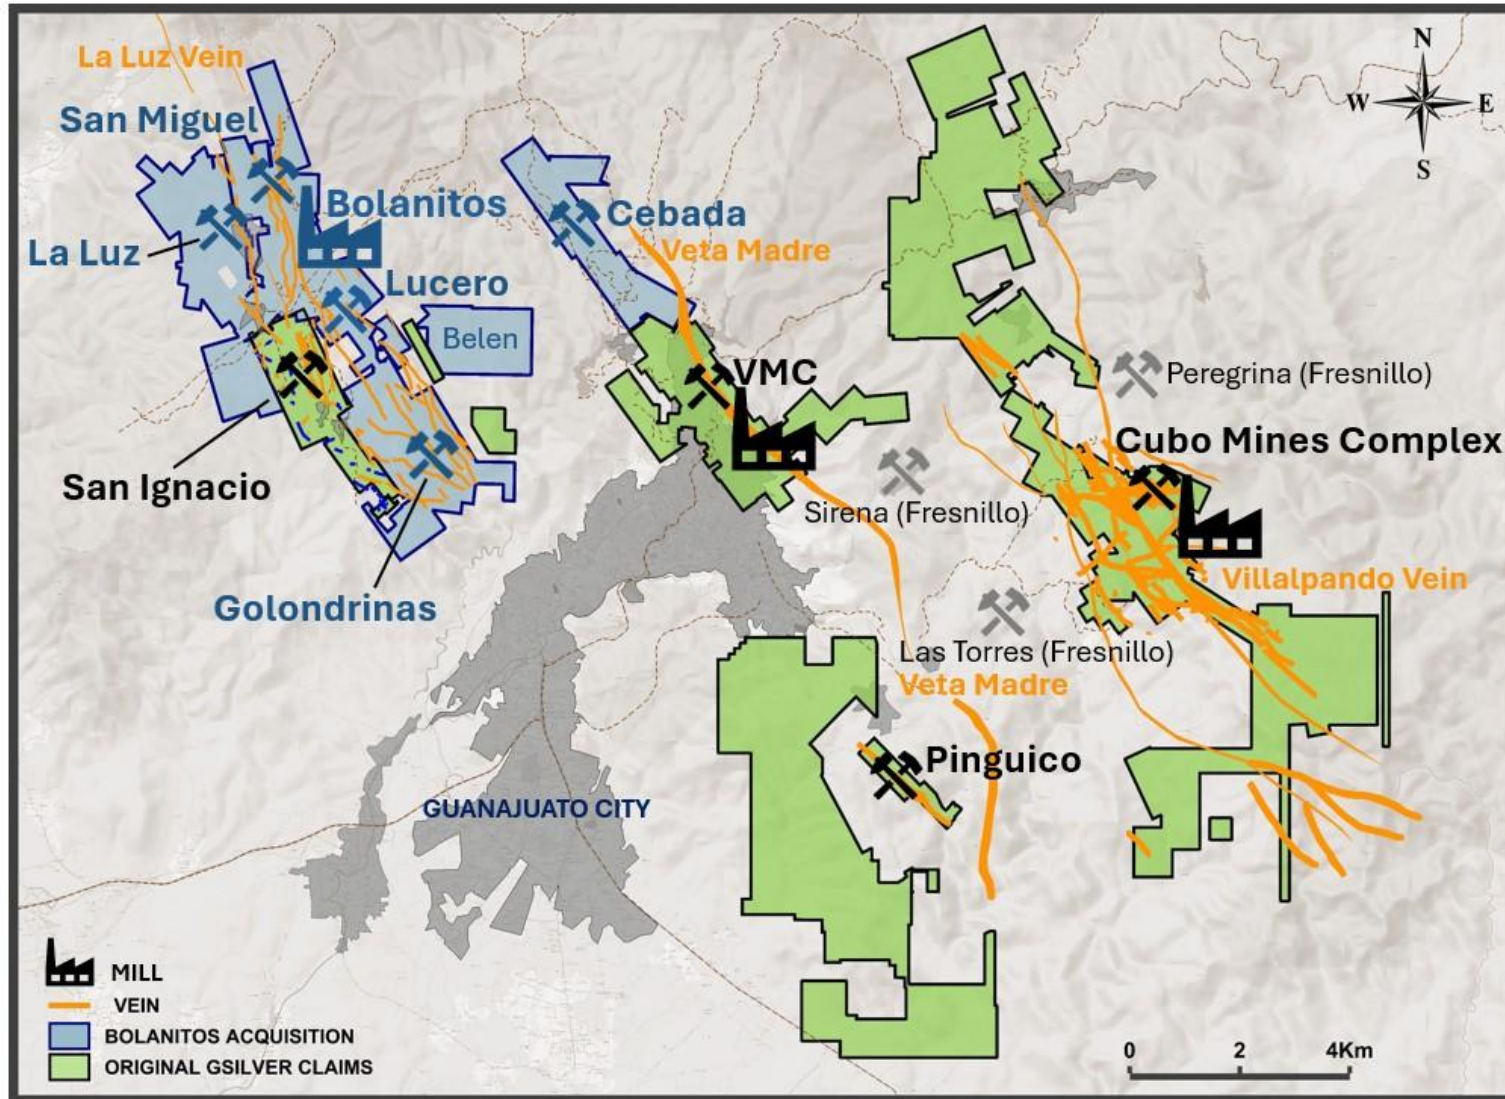 La Luz Vein
San Miguel
Bolanitos
La Luz
Lucero
Belen
San Ignacio
Golondrinas
Cebada
Veta Madre
VMC
Sirena (Fresnillo)
Peregrina (Fresnillo)
Cubo Mines Complex
Villalpando Vein
Las Torres (Fresnillo)
Veta Madre
Pinguico
GUANAJUATO CITY
N
W
E
S
MILL
VEIN
BOLANITOS ACQUISITION
ORIGINAL GSILVER CLAIMS
0 2 4Km